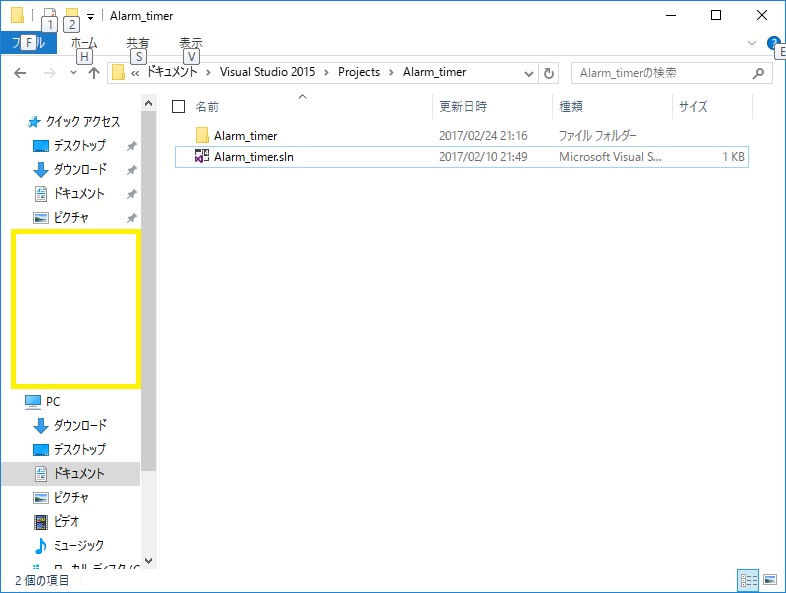 Alarm_timer
1 2
ファイル ホーム 共有 表示
F H S V E
« ドキュメント › Visual Studio 2015 › Projects › Alarm_timer
Alarm_timerの検索
名前 更新日時 種類 サイズ
クイック アクセス
デスクトップ
ダウンロード
ドキュメント
ピクチャ
Alarm_timer 2017/02/24 21:16 ファイル フォルダー
Alarm_timer.sln 2017/02/10 21:49 Microsoft Visual S... 1 KB
PC
ダウンロード
デスクトップ
ドキュメント
ピクチャ
ビデオ
ミュージック
ローカル ディスク (C
2 個の項目